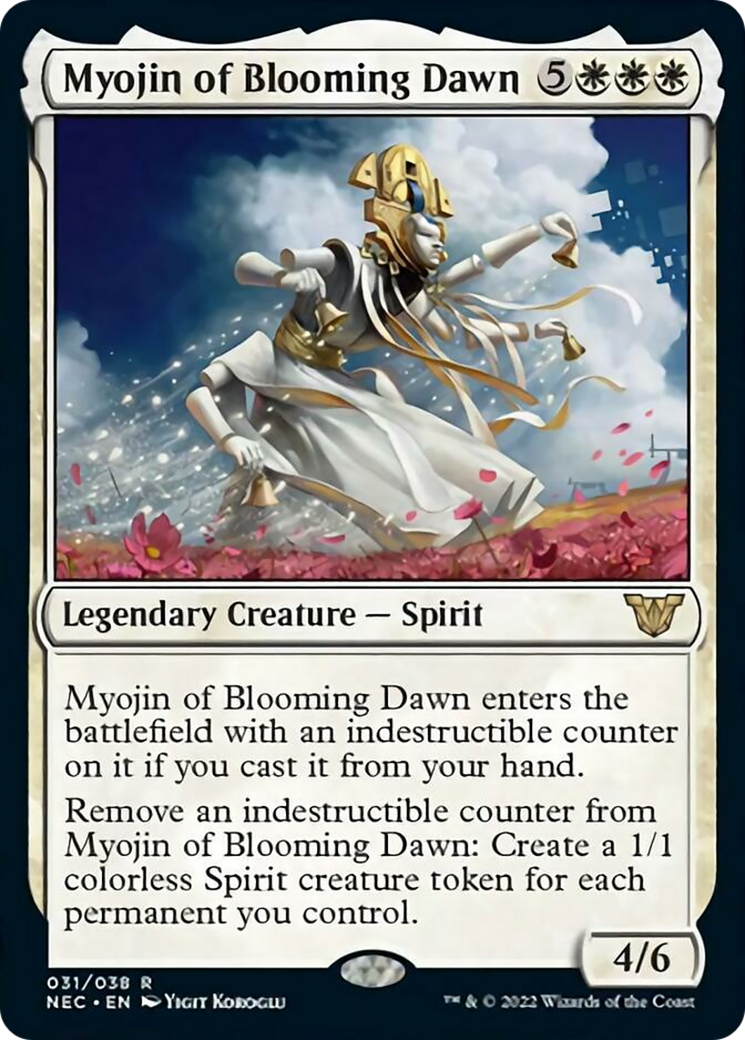 Myojin of Blooming Dawn 5
Legendary Creature — Spirit
Myojin of Blooming Dawn enters the
battlefield with an indestructible counter
on it if you cast it from your hand.
Remove an indestructible counter from
Myojin of Blooming Dawn: Create a 1/1
colorless Spirit creature token for each
permanent you control.
4/6
031/038 R
NEC • EN Yigit Koroglu
™ & © 2022 Wizards of the Coast